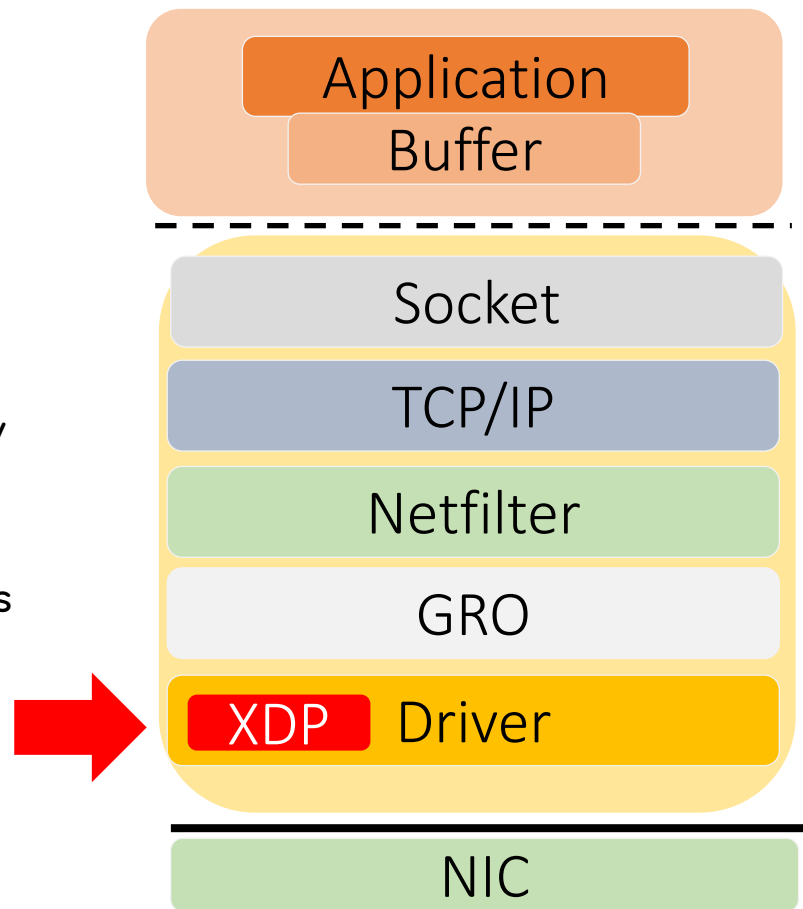 Application
Buffer
Socket
TCP/IP
Netfilter
GRO
XDP Driver
NIC